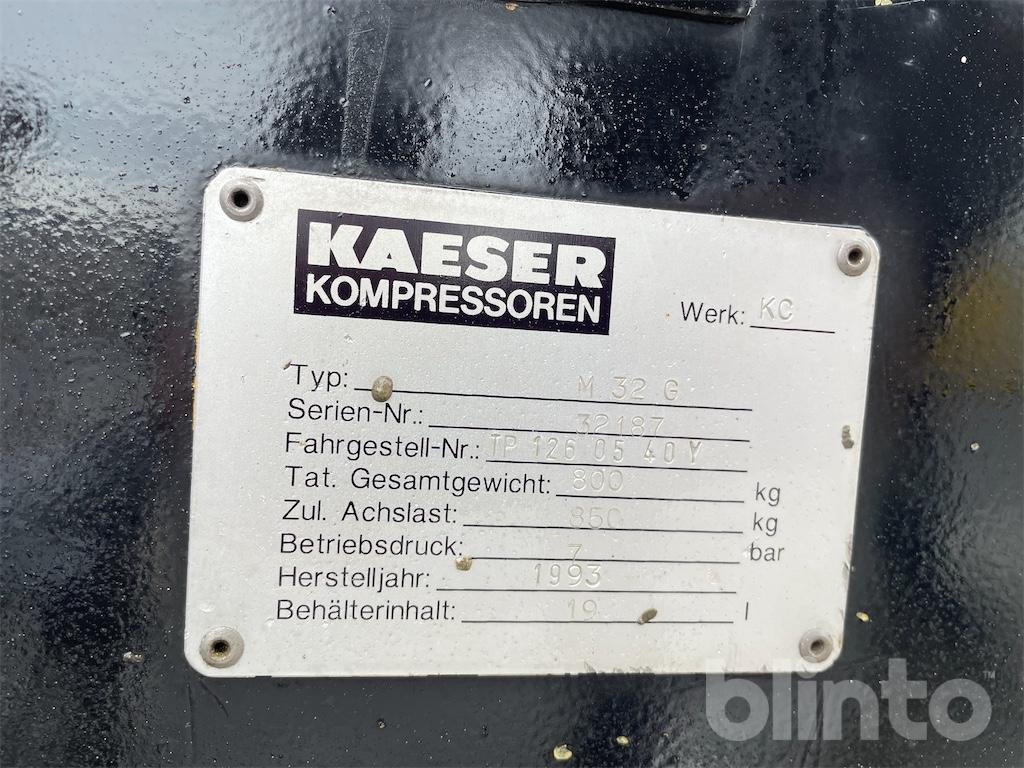 KAESER
KOMPRESSOREN
Werk: KC
Typ: M 32 G
Serien-Nr.: 32187
Fahrgestell-Nr.: TP 126 05 40 Y
Tat. Gesamtgewicht: 800 kg
Zul. Achslast: 850 kg
Betriebsdruck: 7 bar
Herstelljahr: 1993
Behälterinhalt: 19 l
blinto™